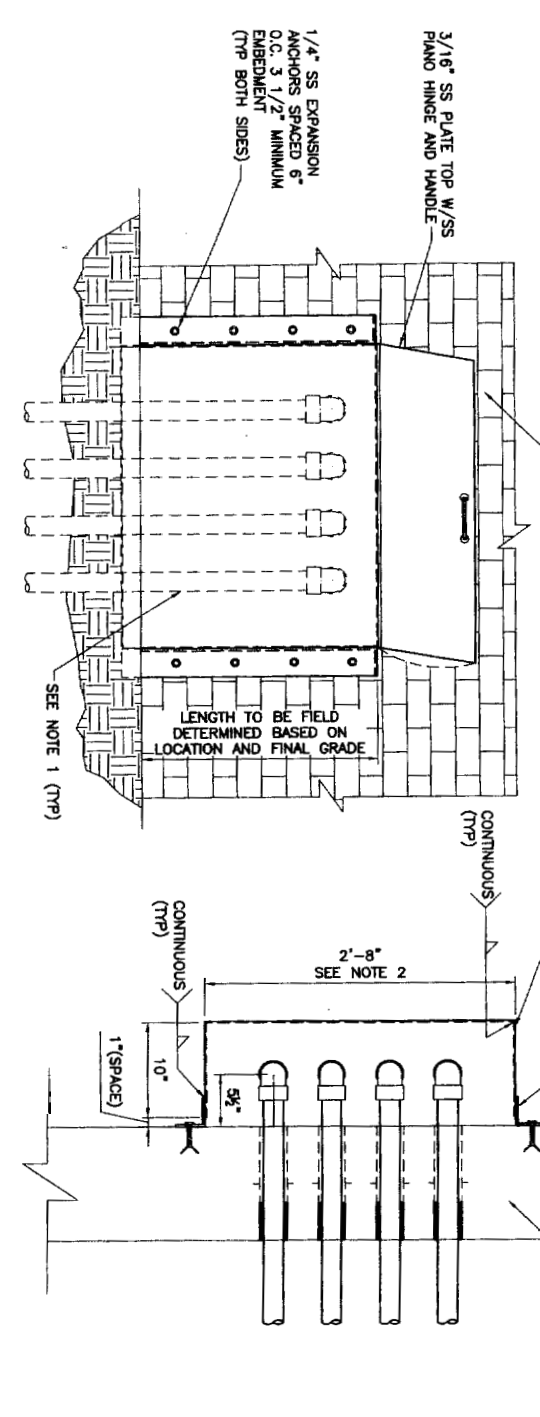 3/16" SS PLATE TOP W/SS
PIANO HINGE AND HANDLE
1/4" SS EXPANSION
ANCHORS SPACED 6"
O.C. 3 1/2" MINIMUM
EMBEDMENT
(TYP BOTH SIDES)
LENGTH TO BE FIELD
DETERMINED BASED ON
LOCATION AND FINAL GRADE
SEE NOTE 1 (TYP)
CONTINUOUS
(TYP)
CONTINUOUS
(TYP)
2'-8"
SEE NOTE 2
10"
5½"
1"(SPACE)